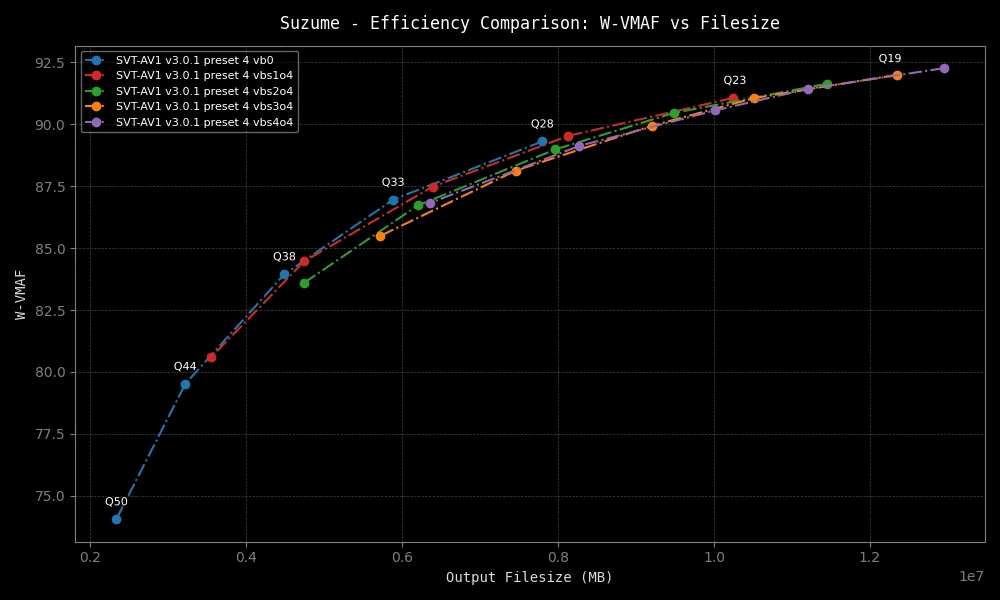 Suzume - Efficiency Comparison: W-VMAF vs Filesize
SVT-AV1 v3.0.1 preset 4 vb0
SVT-AV1 v3.0.1 preset 4 vbs1o4
SVT-AV1 v3.0.1 preset 4 vbs2o4
SVT-AV1 v3.0.1 preset 4 vbs3o4
SVT-AV1 v3.0.1 preset 4 vbs4o4
Q19
Q23
Q28
Q33
Q38
Q44
Q50
W-VMAF
92.5
90.0
87.5
85.0
82.5
80.0
77.5
75.0
0.2 0.4 0.6 0.8 1.0 1.2
1e7
Output Filesize (MB)